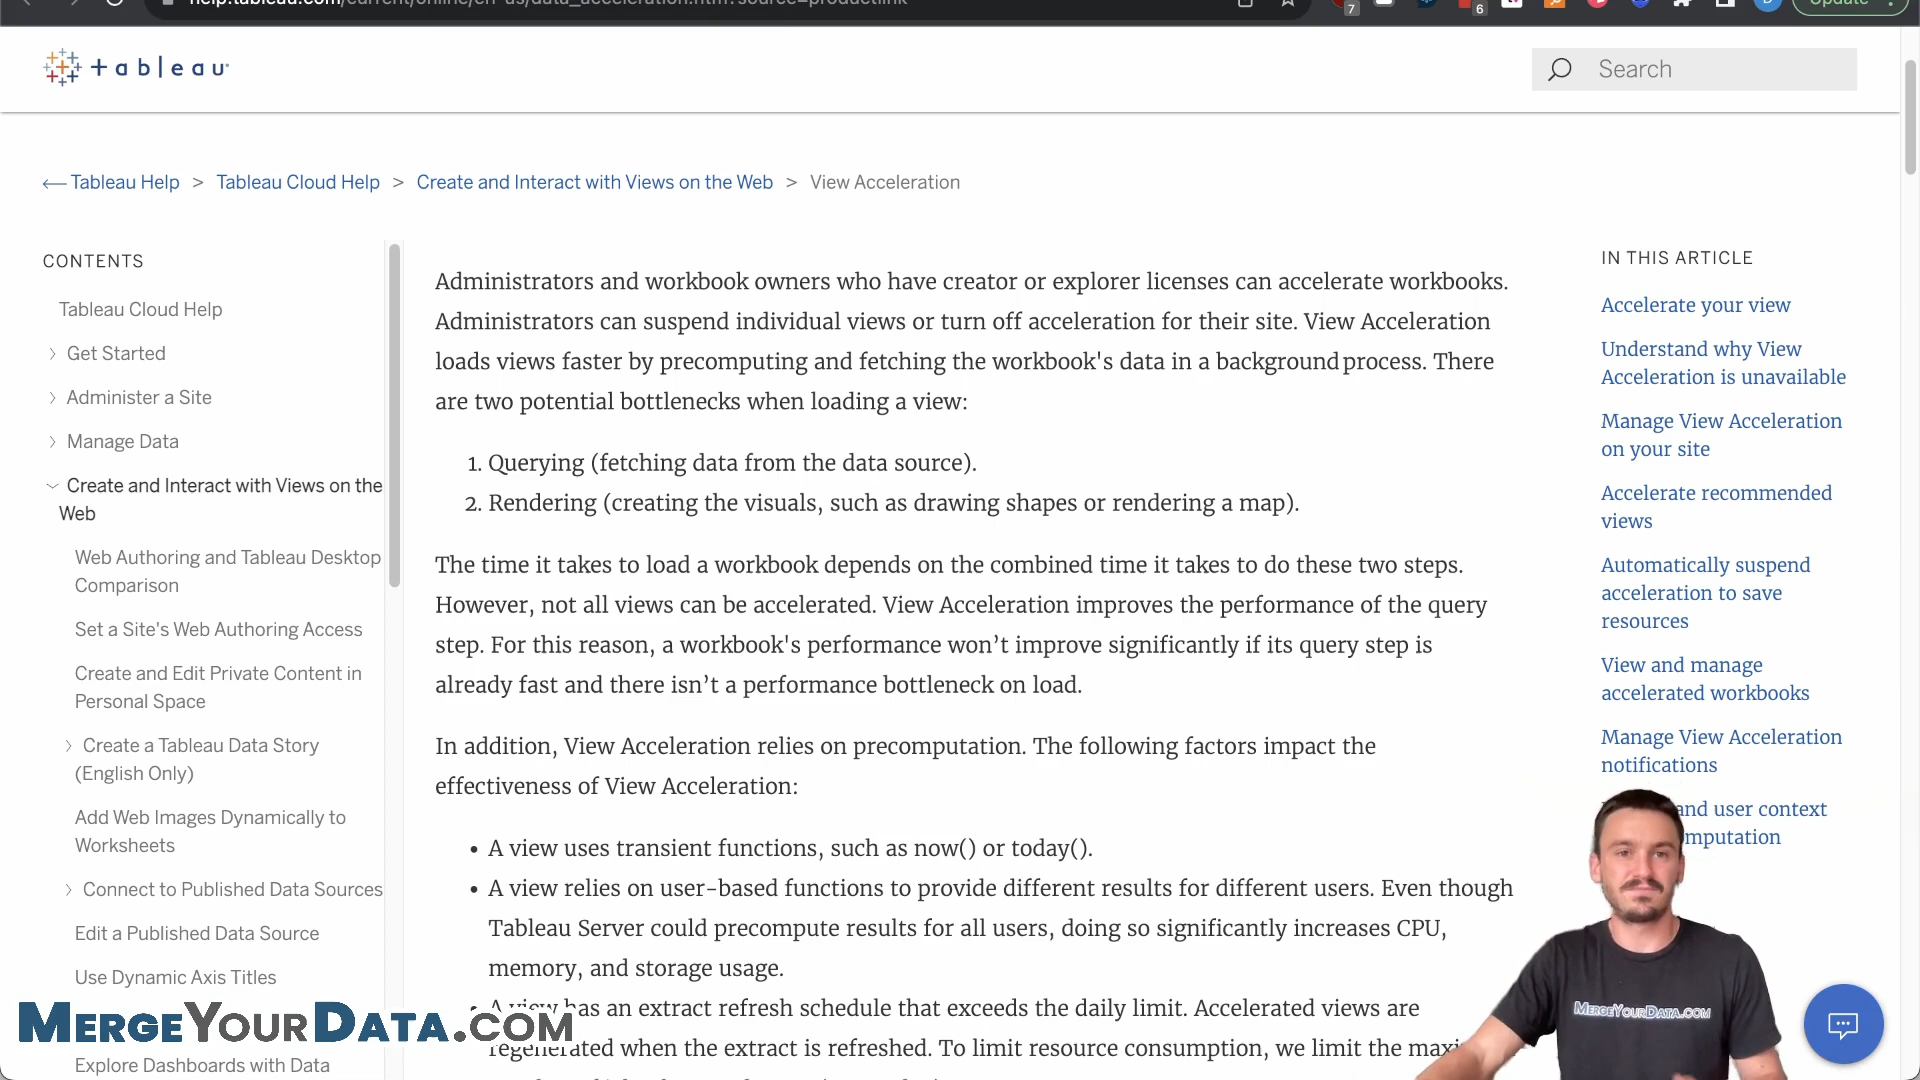 help.tableau.com/current/online/en-us/data_acceleration.htm?source=productlink
7
6
Update
+ a b l e a u
Search
Tableau Help > Tableau Cloud Help > Create and Interact with Views on the Web > View Acceleration
CONTENTS
Tableau Cloud Help
Get Started
Administer a Site
Manage Data
Create and Interact with Views on the
Web
Web Authoring and Tableau Desktop
Comparison
Set a Site's Web Authoring Access
Create and Edit Private Content in
Personal Space
Create a Tableau Data Story
(English Only)
Add Web Images Dynamically to
Worksheets
Connect to Published Data Sources
Edit a Published Data Source
Use Dynamic Axis Titles
Explore Dashboards with Data
Administrators and workbook owners who have creator or explorer licenses can accelerate workbooks.
Administrators can suspend individual views or turn off acceleration for their site. View Acceleration
loads views faster by precomputing and fetching the workbook's data in a background process. There
are two potential bottlenecks when loading a view:
1. Querying (fetching data from the data source).
2. Rendering (creating the visuals, such as drawing shapes or rendering a map).
The time it takes to load a workbook depends on the combined time it takes to do these two steps.
However, not all views can be accelerated. View Acceleration improves the performance of the query
step. For this reason, a workbook's performance won’t improve significantly if its query step is
already fast and there isn’t a performance bottleneck on load.
In addition, View Acceleration relies on precomputation. The following factors impact the
effectiveness of View Acceleration:
• A view uses transient functions, such as now() or today().
• A view relies on user-based functions to provide different results for different users. Even though
Tableau Server could precompute results for all users, doing so significantly increases CPU,
memory, and storage usage.
• A view has an extract refresh schedule that exceeds the daily limit. Accelerated views are
regenerated when the extract is refreshed. To limit resource consumption, we limit the
IN THIS ARTICLE
Accelerate your view
Understand why View
Acceleration is unavailable
Manage View Acceleration
on your site
Accelerate recommended
views
Automatically suspend
acceleration to save
resources
View and manage
accelerated workbooks
Manage View Acceleration
notifications
and user context
MERGEYOURDATA.COM
MERGEYOURDATA.COM